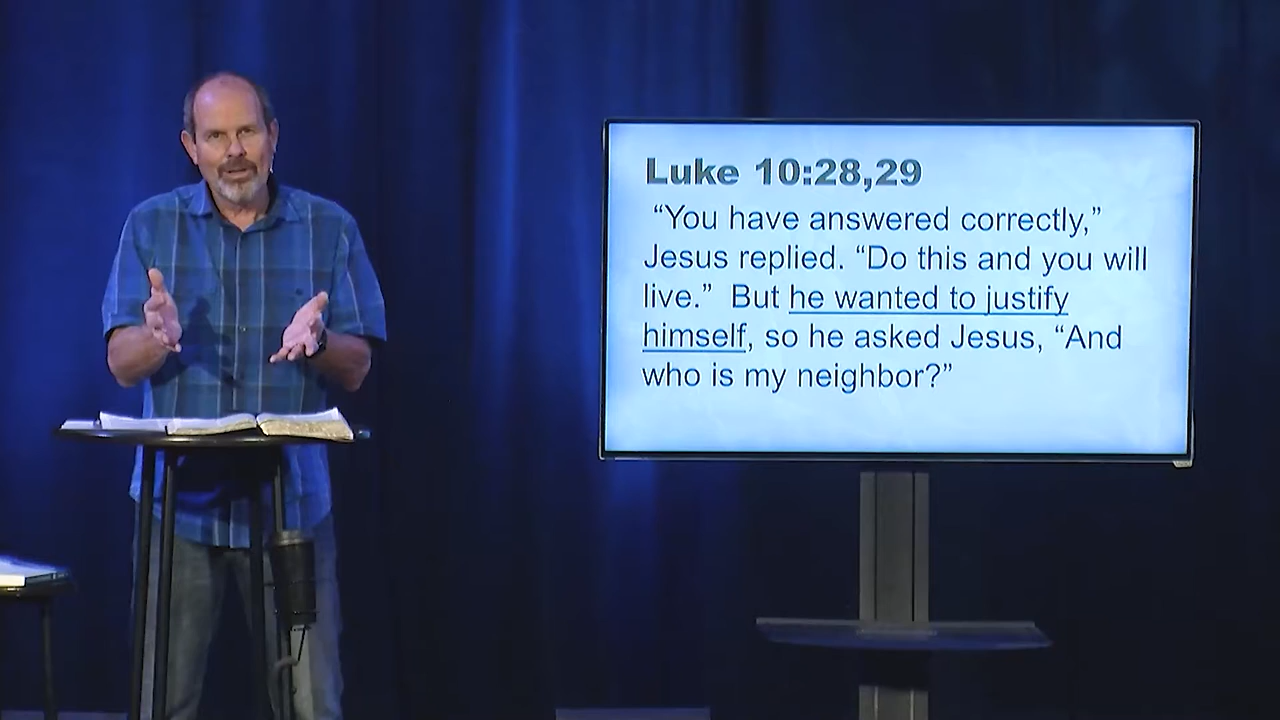 Luke 10:28,29
“You have answered correctly,”
Jesus replied. “Do this and you will
live.”  But he wanted to justify
himself, so he asked Jesus, “And
who is my neighbor?”